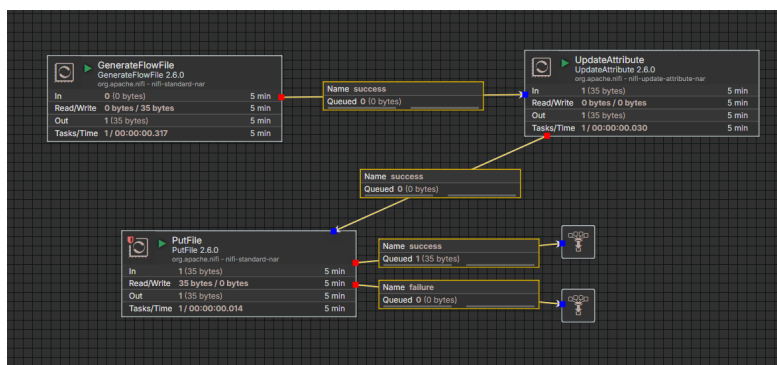 GenerateFlowFile
GenerateFlowFile 2.6.0
org.apache.nifi - nifi-standard-nar
In 0 (0 bytes) 5 min
Read/Write 0 bytes / 35 bytes 5 min
Out 1 (35 bytes) 5 min
Tasks/Time 1 / 00:00:00.317 5 min
Name success
Queued 0 (0 bytes)
UpdateAttribute
UpdateAttribute 2.6.0
org.apache.nifi - nifi-update-attribute-nar
In 1 (35 bytes) 5 min
Read/Write 0 bytes / 0 bytes 5 min
Out 1 (35 bytes) 5 min
Tasks/Time 1 / 00:00:00.030 5 min
Name success
Queued 0 (0 bytes)
PutFile
PutFile 2.6.0
org.apache.nifi - nifi-standard-nar
In 1 (35 bytes) 5 min
Read/Write 35 bytes / 0 bytes 5 min
Out 1 (35 bytes) 5 min
Tasks/Time 1 / 00:00:00.014 5 min
Name success
Queued 1 (35 bytes)
Name failure
Queued 0 (0 bytes)